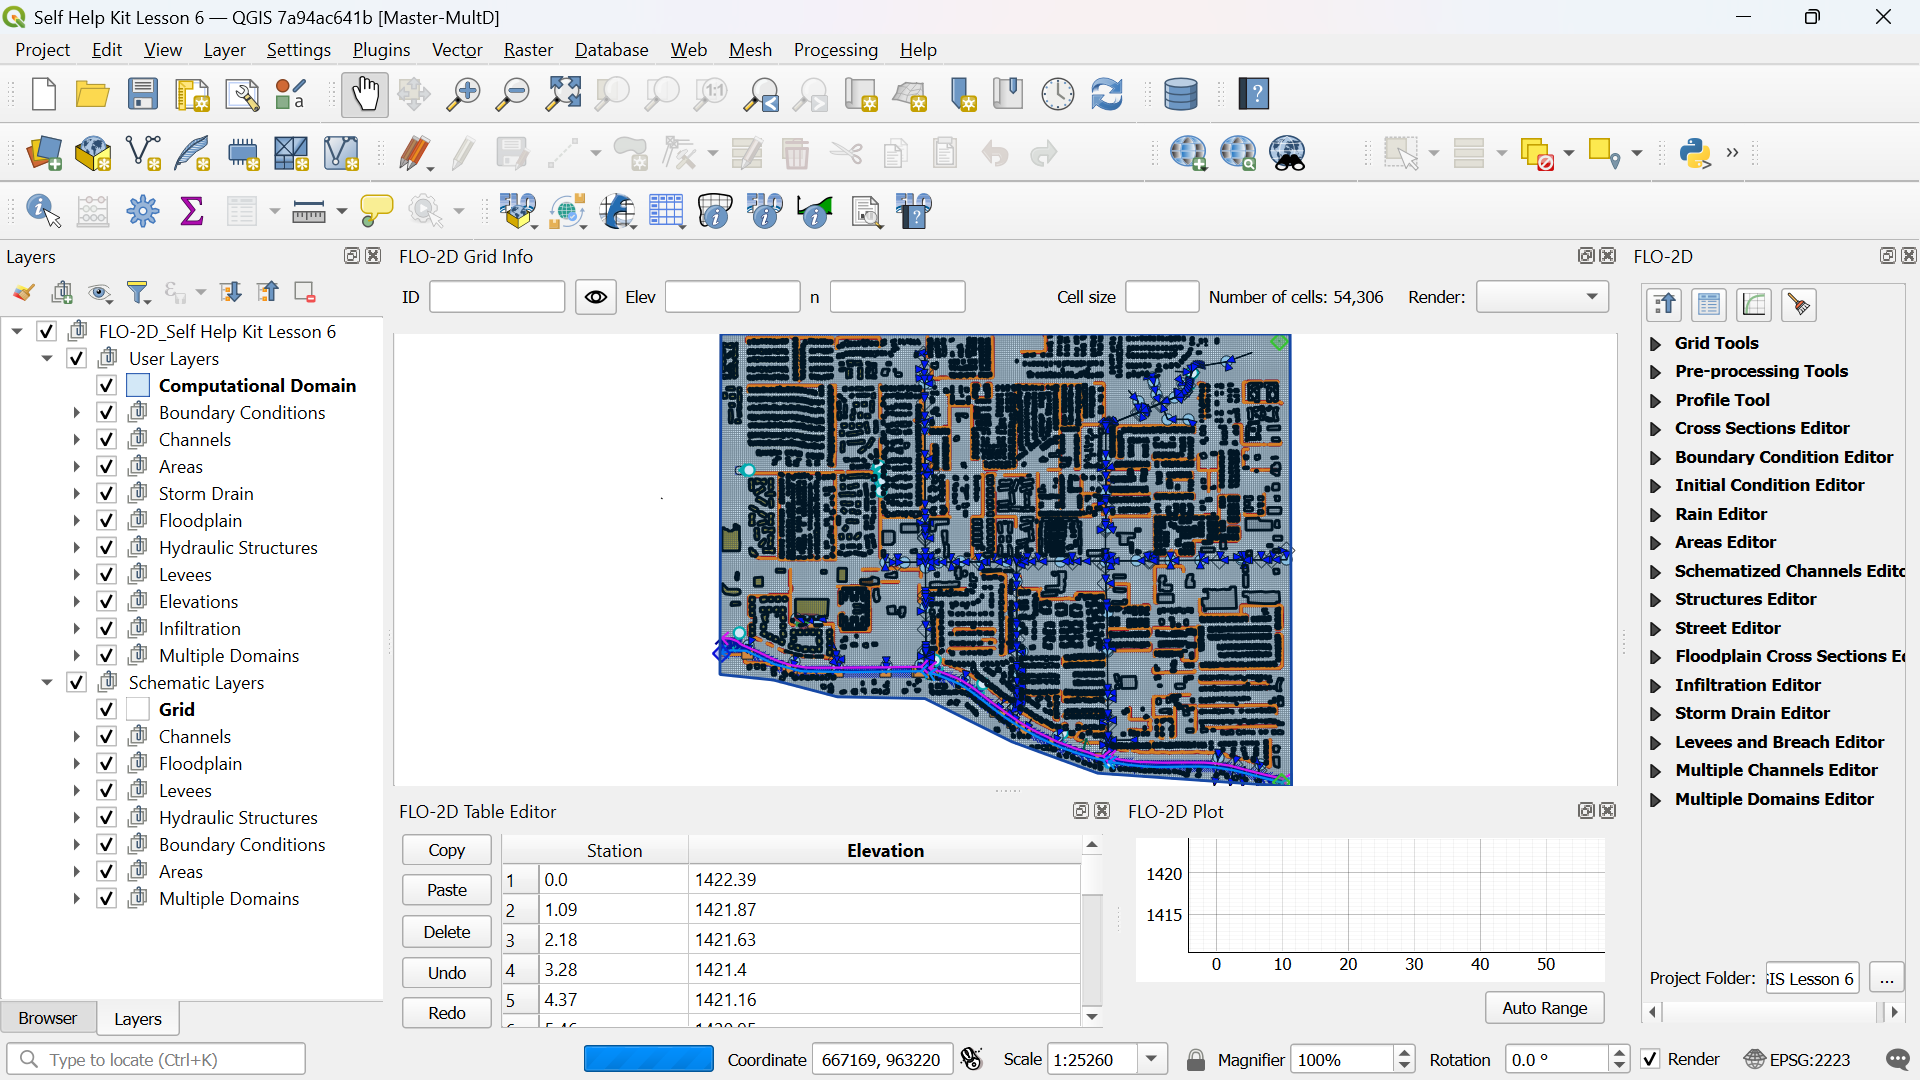 Self Help Kit Lesson 6 — QGIS 7a94ac641b [Master-MultD]
Project Edit View Layer Settings Plugins Vector Raster Database Web Mesh Processing Help
Layers
FLO-2D Grid Info
FLO-2D
ID Elev n Cell size Number of cells: 54,306 Render:
FLO-2D_Self Help Kit Lesson 6
User Layers
Computational Domain
Boundary Conditions
Channels
Areas
Storm Drain
Floodplain
Hydraulic Structures
Levees
Elevations
Infiltration
Multiple Domains
Schematic Layers
Grid
Channels
Floodplain
Levees
Hydraulic Structures
Boundary Conditions
Areas
Multiple Domains
Browser Layers
Grid Tools
Pre-processing Tools
Profile Tool
Cross Sections Editor
Boundary Condition Editor
Initial Condition Editor
Rain Editor
Areas Editor
Schematized Channels Edito
Structures Editor
Street Editor
Floodplain Cross Sections E
Infiltration Editor
Storm Drain Editor
Levees and Breach Editor
Multiple Channels Editor
Multiple Domains Editor
Project Folder: IS Lesson 6 ...
FLO-2D Table Editor
Copy
Paste
Delete
Undo
Redo
Station Elevation
1 0.0 1422.39
2 1.09 1421.87
3 2.18 1421.63
4 3.28 1421.4
5 4.37 1421.16
FLO-2D Plot
1420
1415
0 10 20 30 40 50
Auto Range
Type to locate (Ctrl+K)
Coordinate 667169, 963220 Scale 1:25260 Magnifier 100% Rotation 0.0 ° Render EPSG:2223